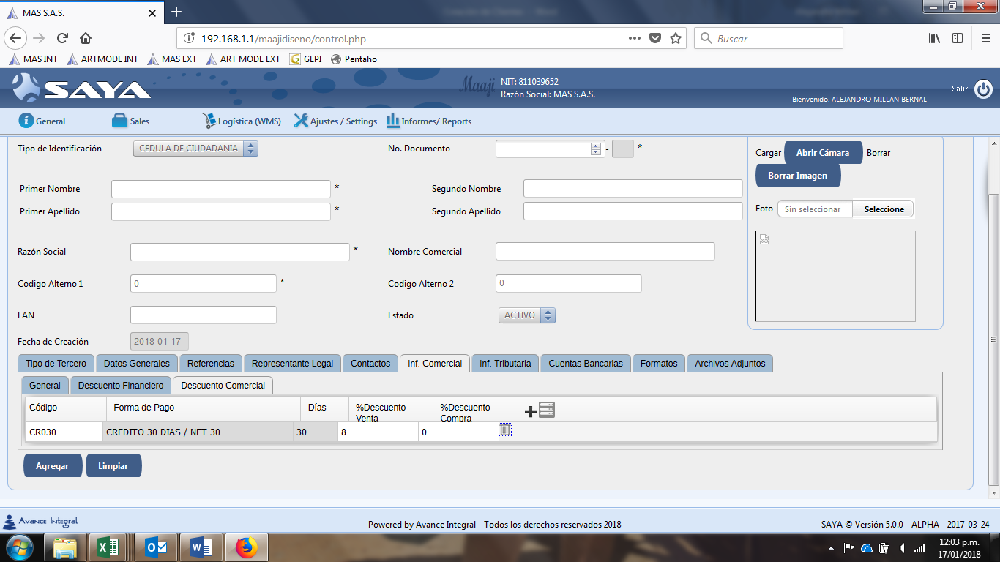 MAS S.A.S.
192.168.1.1/maajidiseno/control.php
Buscar
MAS INT ARTMODE INT MAS EXT ART MODE EXT GLPI Pentaho
SAYA
Maaji
NIT: 811039652
Razón Social: MAS S.A.S.
Bienvenido, ALEJANDRO MILLAN BERNAL
Salir
General Sales Logística (WMS) Ajustes / Settings Informes/ Reports
Tipo de Identificación CEDULA DE CIUDADANIA No. Documento - *
Cargar Abrir Cámara Borrar
Borrar Imagen
Primer Nombre * Segundo Nombre
Primer Apellido * Segundo Apellido
Foto Sin seleccionar Seleccione
Razón Social * Nombre Comercial
Codigo Alterno 1 0 * Codigo Alterno 2 0
EAN Estado ACTIVO
Fecha de Creación 2018-01-17
Tipo de Tercero Datos Generales Referencias Representante Legal Contactos Inf. Comercial Inf. Tributaria Cuentas Bancarias Formatos Archivos Adjuntos
General Descuento Financiero Descuento Comercial
Código Forma de Pago Días %Descuento Venta %Descuento Compra
CR030 CREDITO 30 DIAS / NET 30 30 8 0
Agregar Limpiar
Avance Integral
Powered by Avance Integral - Todos los derechos reservados 2018
SAYA © Versión 5.0.0 - ALPHA - 2017-03-24
12:03 p.m.
17/01/2018